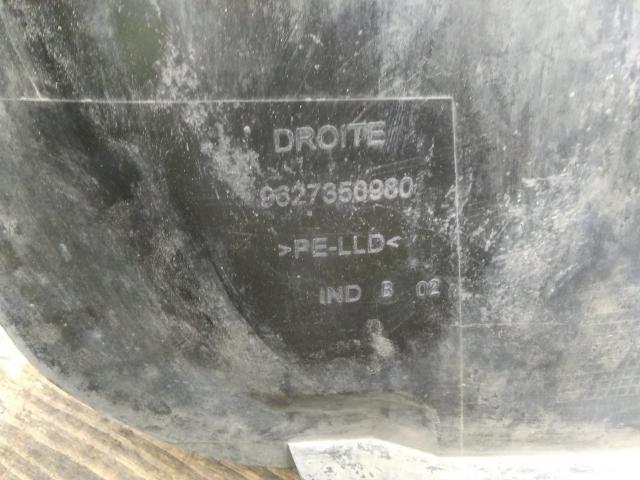 DROITE
9627356980
>PE-LLD<
IND B 02